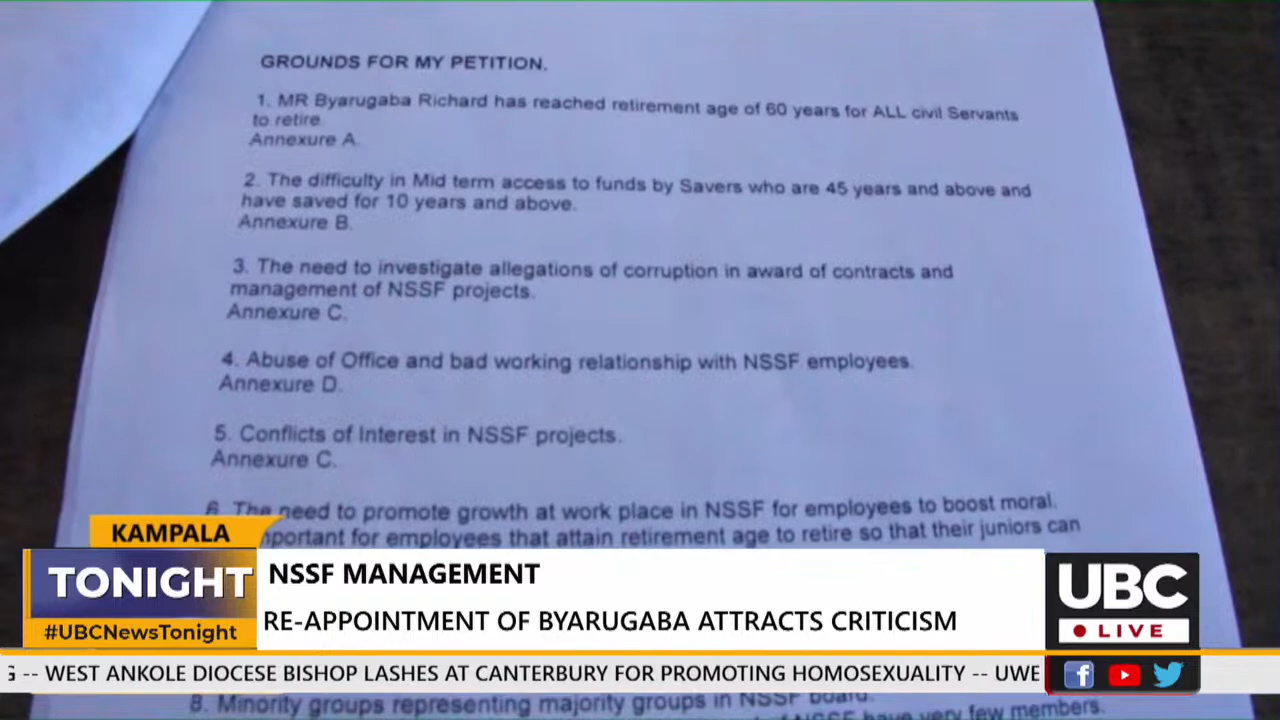 GROUNDS FOR MY PETITION.
1. MR Byarugaba Richard has reached retirement age of 60 years for ALL civil Servants
to retire.
Annexure A.
2. The difficulty in Mid term access to funds by Savers who are 45 years and above and
have saved for 10 years and above.
Annexure B.
3. The need to investigate allegations of corruption in award of contracts and
management of NSSF projects.
Annexure C.
4. Abuse of Office and bad working relationship with NSSF employees.
Annexure D.
5. Conflicts of Interest in NSSF projects.
Annexure C.
6. The need to promote growth at work place in NSSF for employees to boost moral.
for employees that attain retirement age to retire so that their juniors can
KAMPALA
TONIGHT
#UBCNewsTonight
NSSF MANAGEMENT
RE-APPOINTMENT OF BYARUGABA ATTRACTS CRITICISM
UBC
LIVE
-- WEST ANKOLE DIOCESE BISHOP LASHES AT CANTERBURY FOR PROMOTING HOMOSEXUALITY -- UWE
8. Minority groups representing majority groups in NSSF board.
have very few members.